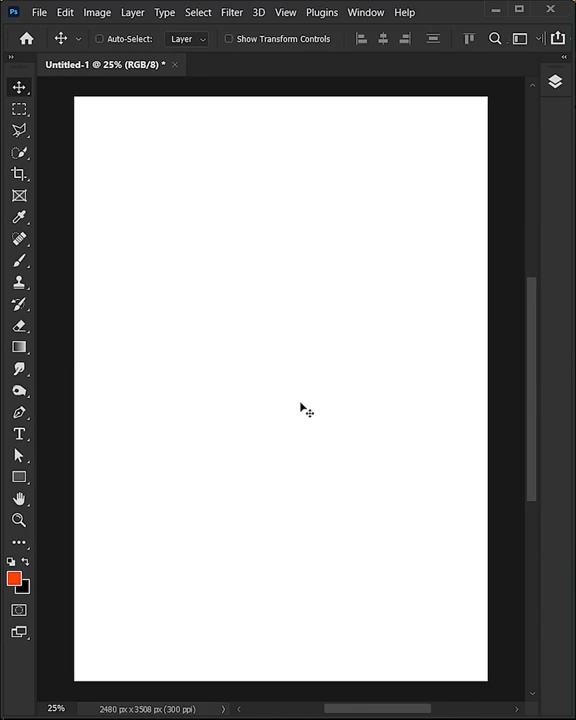 Ps File Edit Image Layer Type Select Filter 3D View Plugins Window Help
Auto-Select: Layer Show Transform Controls
Untitled-1 @ 25% (RGB/8) *
T
25% 2480 px x 3508 px (300 ppi)